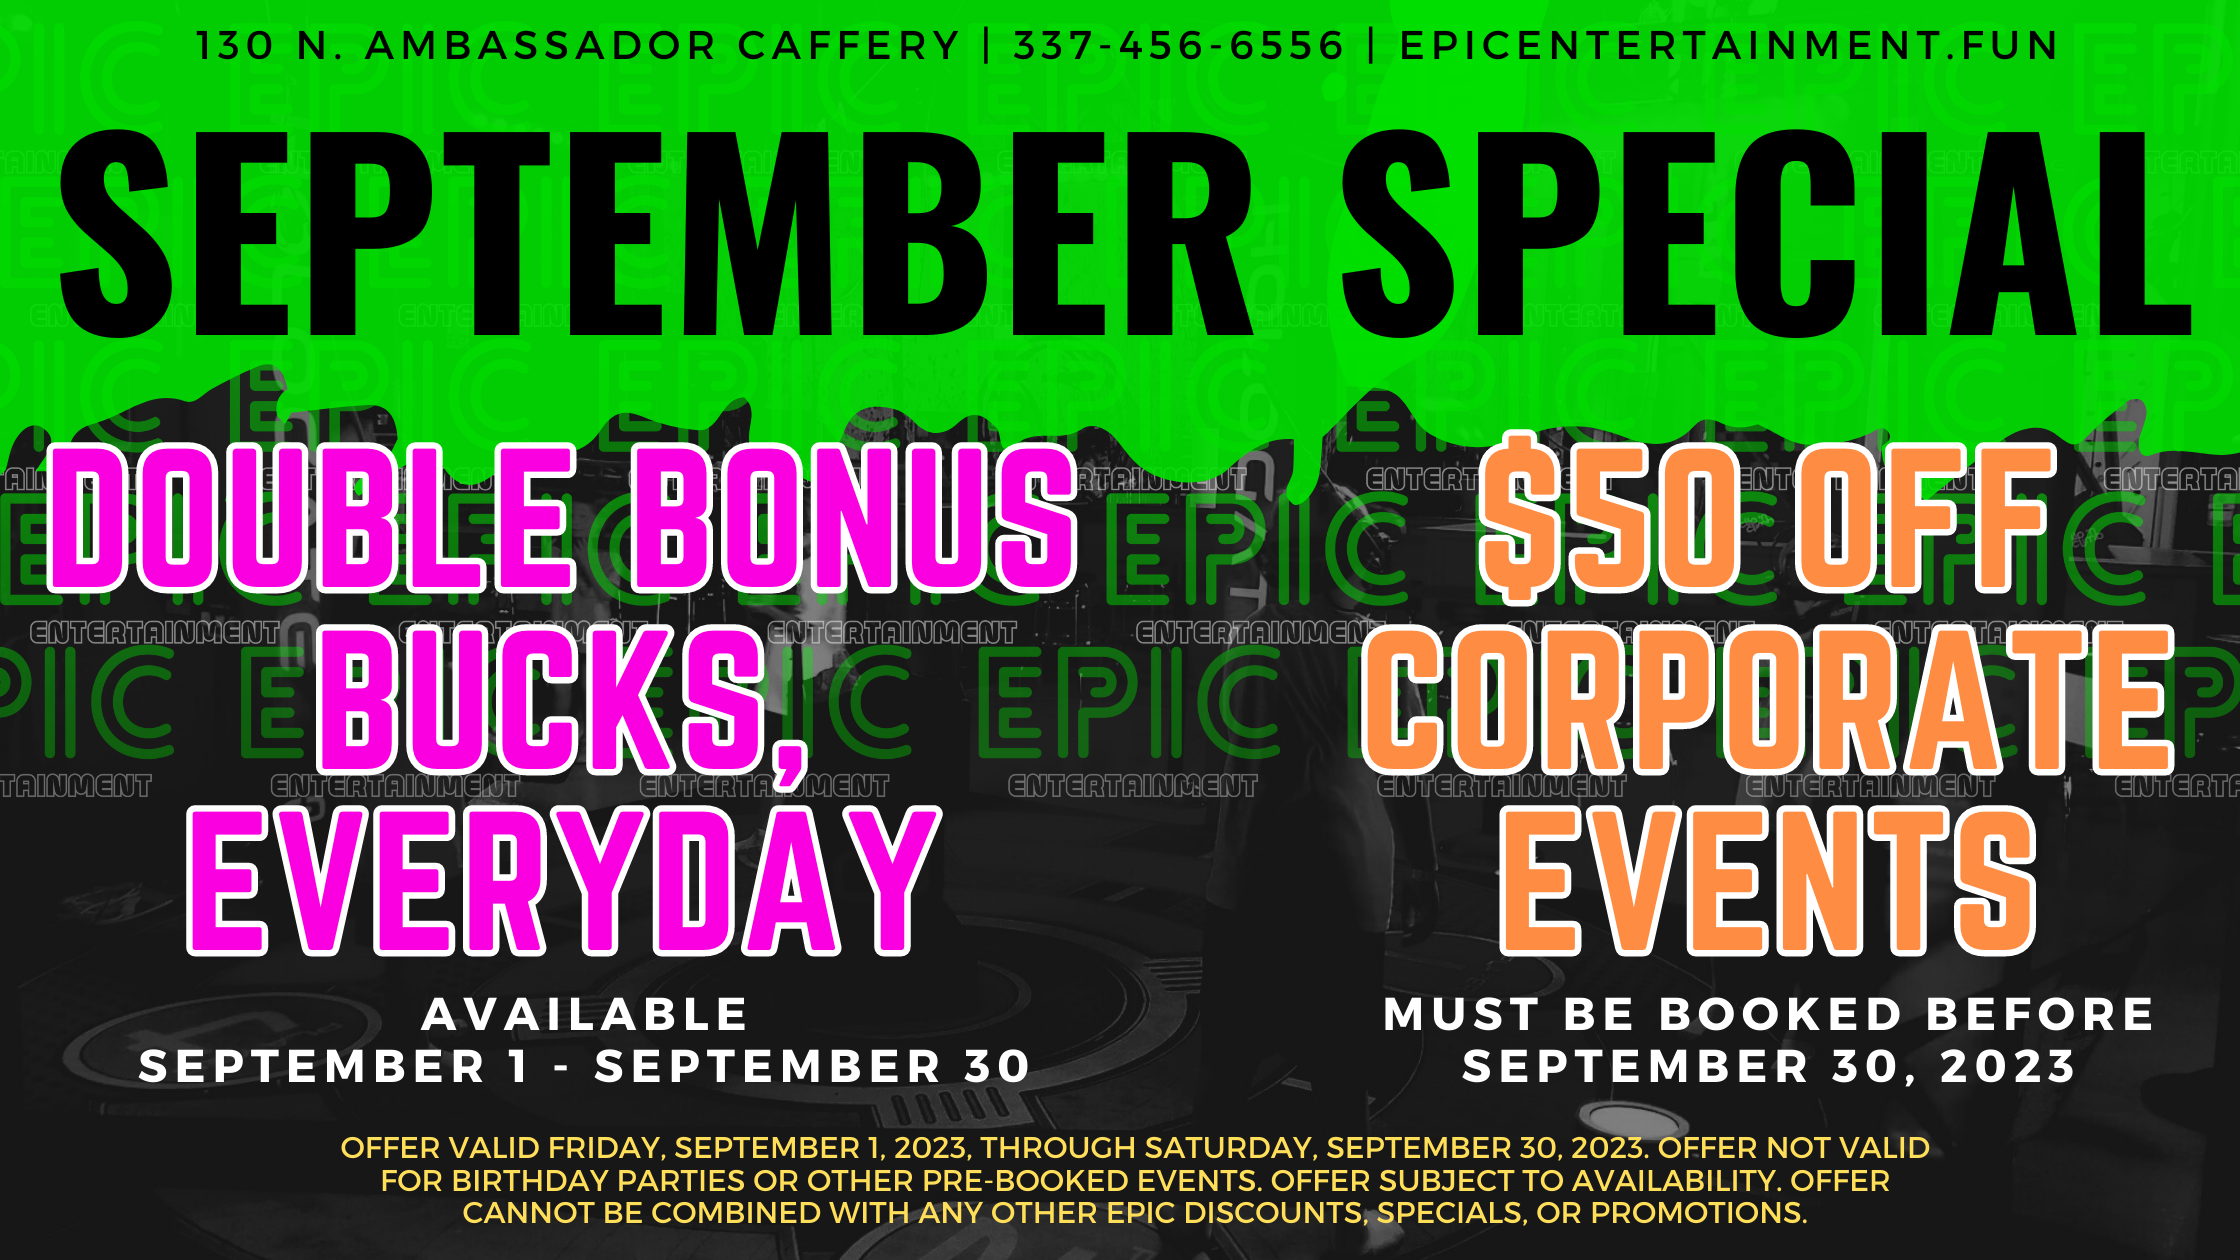 130 N. AMBASSADOR CAFFERY | 337-456-6556 | EPICENTERTAINMENT.FUN
SEPTEMBER SPECIAL
DOUBLE BONUS
BUCKS,
EVERYDAY
AVAILABLE
SEPTEMBER 1 - SEPTEMBER 30
$50 OFF
CORPORATE
EVENTS
MUST BE BOOKED BEFORE
SEPTEMBER 30, 2023
OFFER VALID FRIDAY, SEPTEMBER 1, 2023, THROUGH SATURDAY, SEPTEMBER 30, 2023. OFFER NOT VALID
FOR BIRTHDAY PARTIES OR OTHER PRE-BOOKED EVENTS. OFFER SUBJECT TO AVAILABILITY. OFFER
CANNOT BE COMBINED WITH ANY OTHER EPIC DISCOUNTS, SPECIALS, OR PROMOTIONS.
EPIC
ENTERTAINMENT